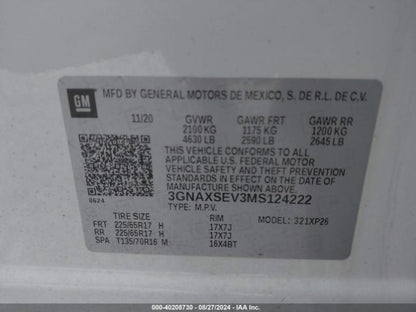 GM
MFD BY GENERAL MOTORS DE MEXICO, S. DE R.L. DE C.V.
11/20 GVWR GAWR FRT GAWR RR
2100 KG 1175 KG 1200 KG
4630 LB 2590 LB 2645 LB
THIS VEHICLE CONFORMS TO ALL
APPLICABLE U.S. FEDERAL MOTOR
VEHICLE SAFETY AND THEFT PREVENTION
STANDARDS IN EFFECT ON THE DATE OF
MANUFACTURE SHOWN ABOVE.
3GNAXSEV3MS124222
0624 TYPE: M.P.V.
TIRE SIZE RIM MODEL: 321XP26
FRT 225/65R17 H 17X7J
RR 225/65R17 H 17X7J
SPA T135/70R16 M 16X4BT
000-40208730 - 08/27/2024 - IAAI.com